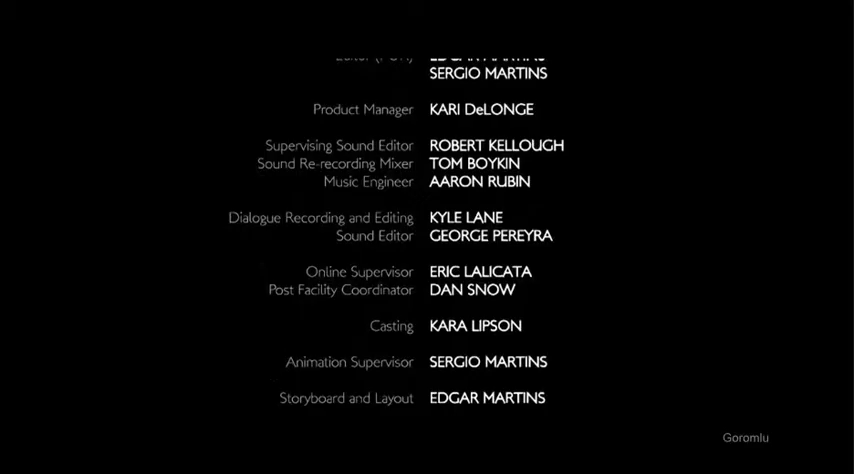 SERGIO MARTINS
Product Manager KARI DeLONGE
Supervising Sound Editor ROBERT KELLOUGH
Sound Re-recording Mixer TOM BOYKIN
Music Engineer AARON RUBIN
Dialogue Recording and Editing KYLE LANE
Sound Editor GEORGE PEREYRA
Online Supervisor ERIC LALICATA
Post Facility Coordinator DAN SNOW
Casting KARA LIPSON
Animation Supervisor SERGIO MARTINS
Storyboard and Layout EDGAR MARTINS
Goromlu